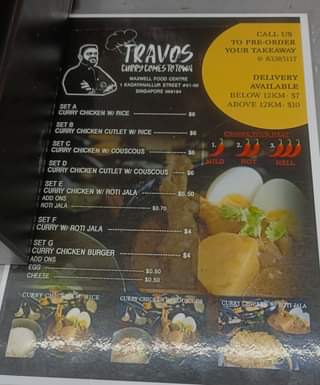 TRAVOS
CURRY COMES TO TOWN
MAXWELL FOOD CENTRE
1 KADAYANALLUR STREET #01-96
SINGAPORE 069184
CALL US
TO PRE-ORDER
YOUR TAKEAWAY
DELIVERY
AVAILABLE
BELOW 12KM- $7
ABOVE 12KM- $10
CHOOSE YOUR HEAT
1. MILD
2. HOT
3. HELL
SET A
CURRY CHICKEN W/ RICE $6
SET B
CURRY CHICKEN CUTLET W/ RICE $6
SET C
CURRY CHICKEN W/ COUSCOUS $6
SET D
CURRY CHICKEN CUTLET W/ COUSCOUS $6
SET E
CURRY CHICKEN W/ ROTI JALA $5.50
ADD ONS
ROTI JALA $0.70
SET F
CURRY W/ ROTI JALA $4
SET G
CURRY CHICKEN BURGER $4
ADD ONS
EGG $0.80
CHEESE $0.50
CURRY CHICKEN W/ RICE
CURRY CHICKEN W/ COUSCOUS
CURRY CHICKEN W/ ROTI JALA